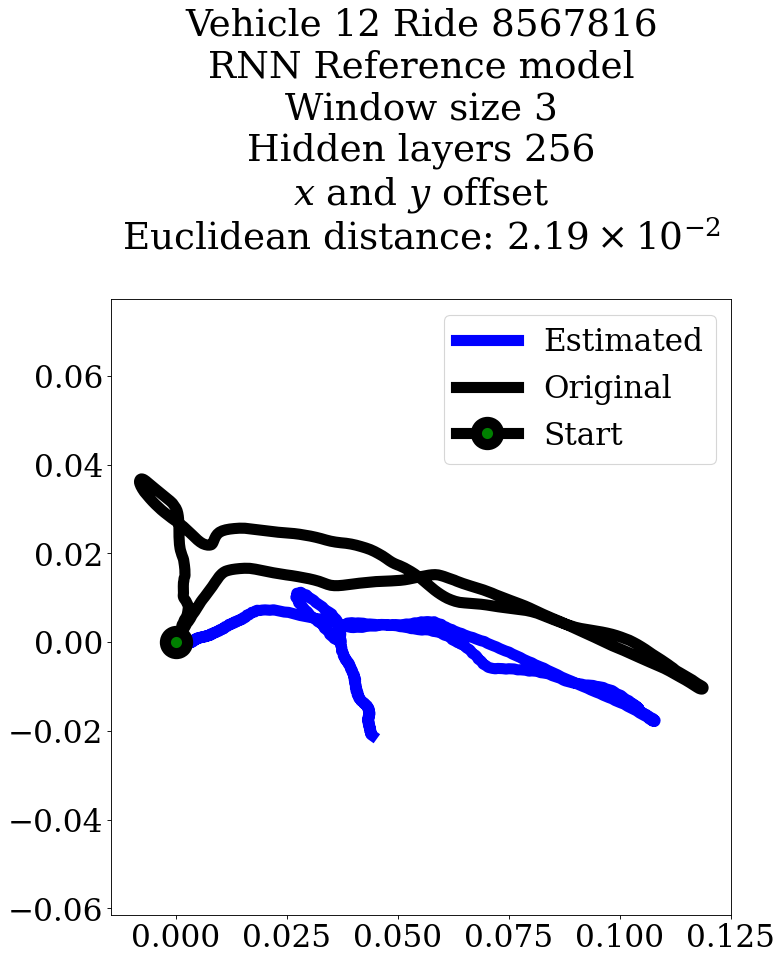 Vehicle 12 Ride 8567816
RNN Reference model
Window size 3
Hidden layers 256
x and y offset
Euclidean distance: 2.19 × 10⁻²
Estimated
Original
Start
0.06
0.04
0.02
0.00
−0.02
−0.04
−0.06
0.000 0.025 0.050 0.075 0.100 0.125